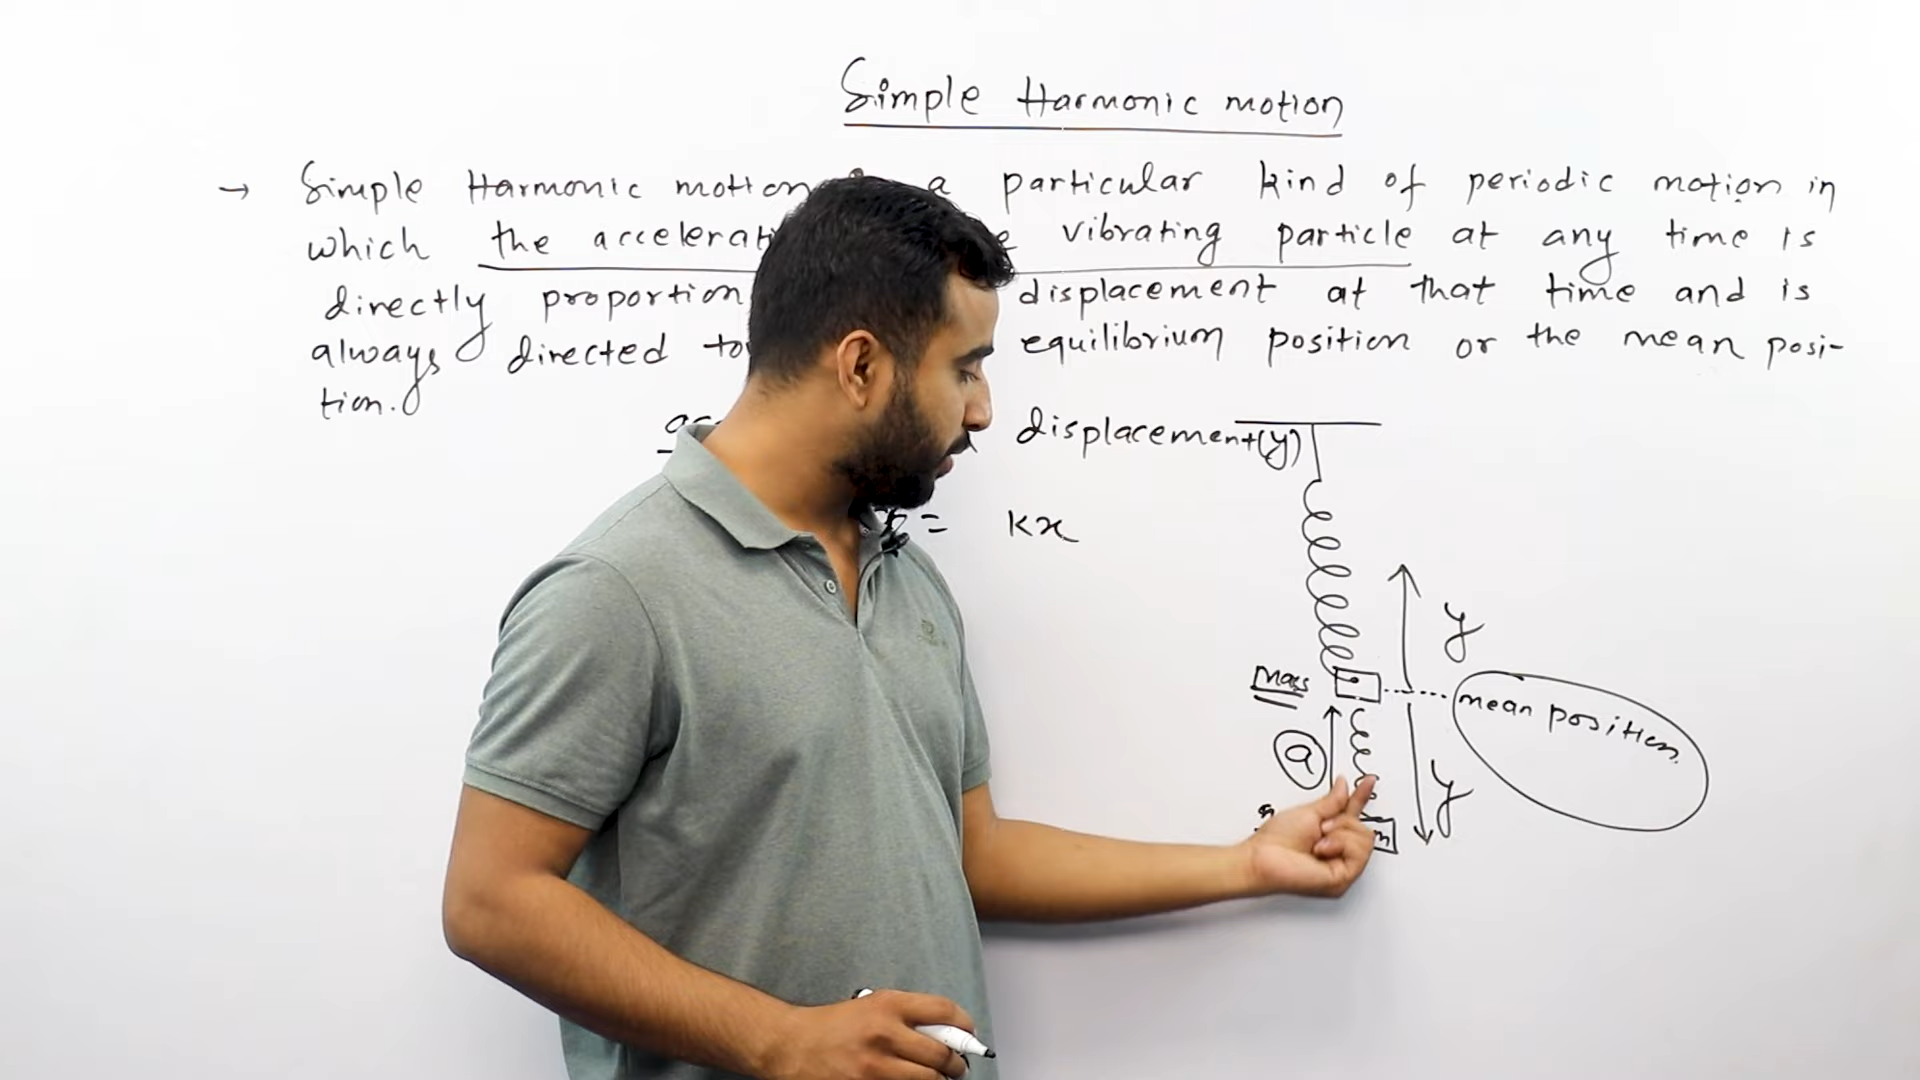 Simple Harmonic motion
→ Simple Harmonic motion a particular kind of periodic motion in
which the accelerati vibrating particle at any time is
directly proportion displacement at that time and is
always directed to equilibrium position or the mean posi-
tion.
displacement(y)
= kx
y
Mass
mean position
a
y
m